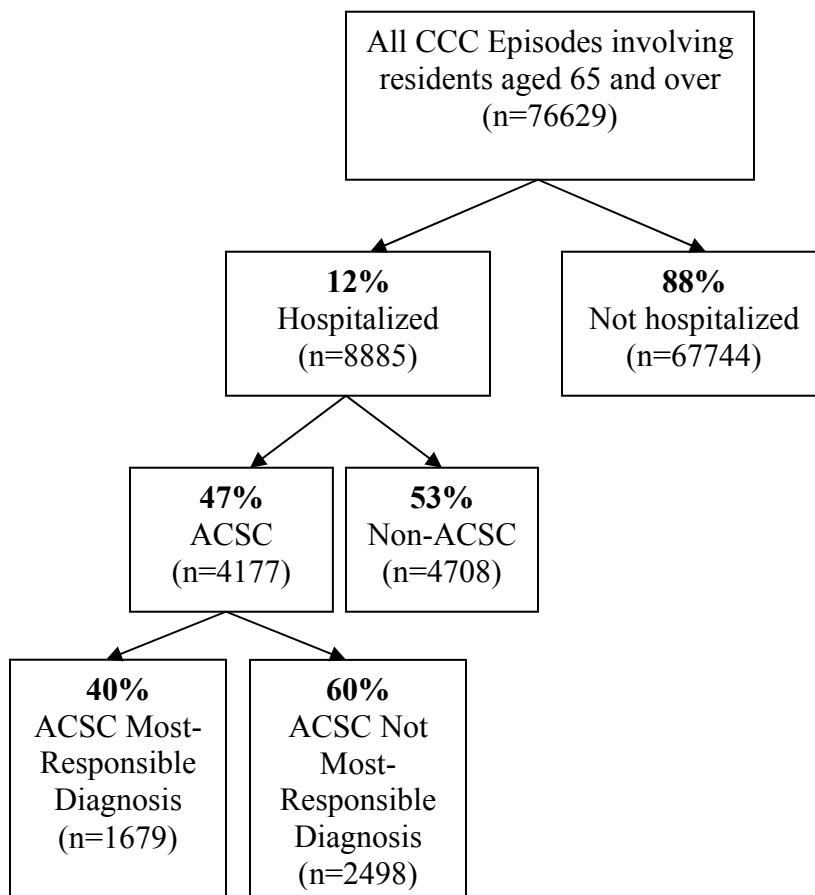 All CCC Episodes involving
residents aged 65 and over
(n=76629)
12%
Hospitalized
(n=8885)
88%
Not hospitalized
(n=67744)
47%
ACSC
(n=4177)
53%
Non-ACSC
(n=4708)
40%
ACSC Most-
Responsible
Diagnosis
(n=1679)
60%
ACSC Not
Most-
Responsible
Diagnosis
(n=2498)